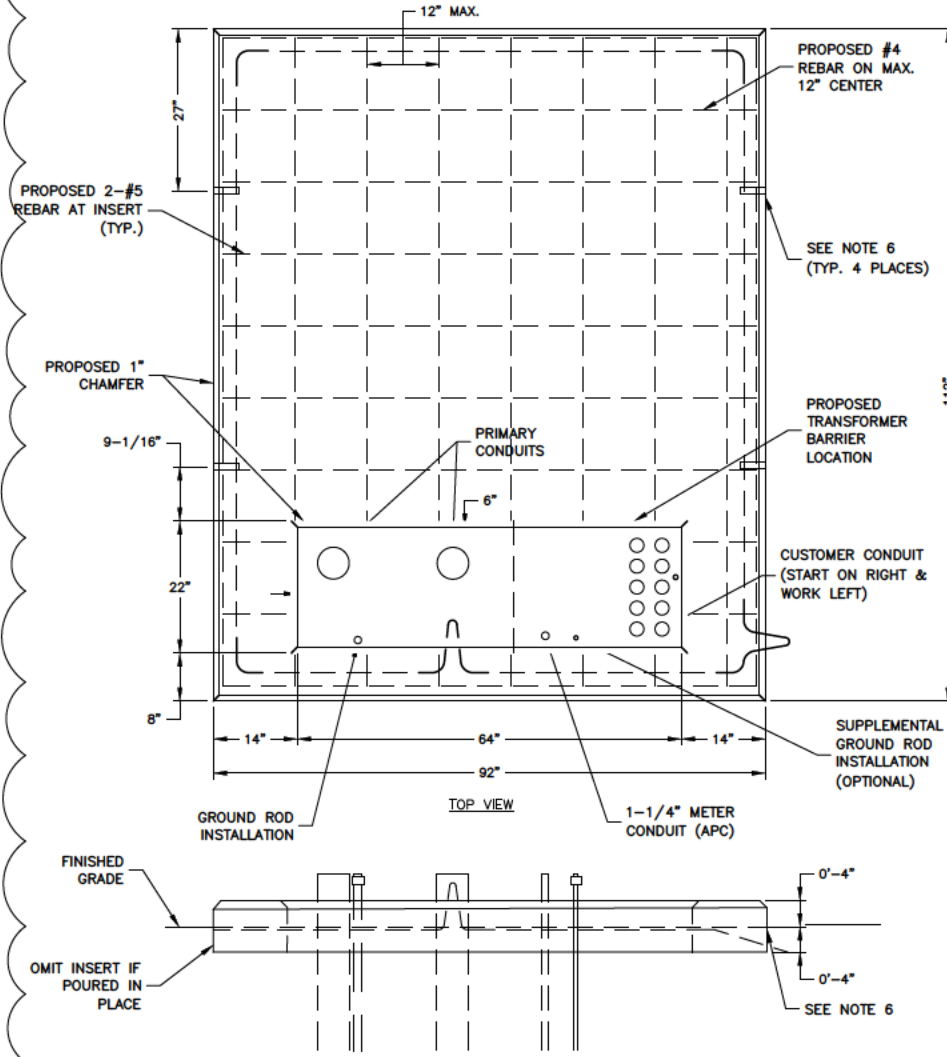 12" MAX.
PROPOSED #4
REBAR ON MAX.
12" CENTER
27"
PROPOSED 2-#5
REBAR AT INSERT
(TYP.)
SEE NOTE 6
(TYP. 4 PLACES)
PROPOSED 1"
CHAMFER
112"
PROPOSED
TRANSFORMER
BARRIER
LOCATION
9-1/16"
PRIMARY
CONDUITS
6"
22"
CUSTOMER CONDUIT
(START ON RIGHT &
WORK LEFT)
8"
14"
64"
14"
92"
SUPPLEMENTAL
GROUND ROD
INSTALLATION
(OPTIONAL)
TOP VIEW
GROUND ROD
INSTALLATION
1-1/4" METER
CONDUIT (APC)
FINISHED
GRADE
0'-4"
OMIT INSERT IF
POURED IN
PLACE
0'-4"
SEE NOTE 6